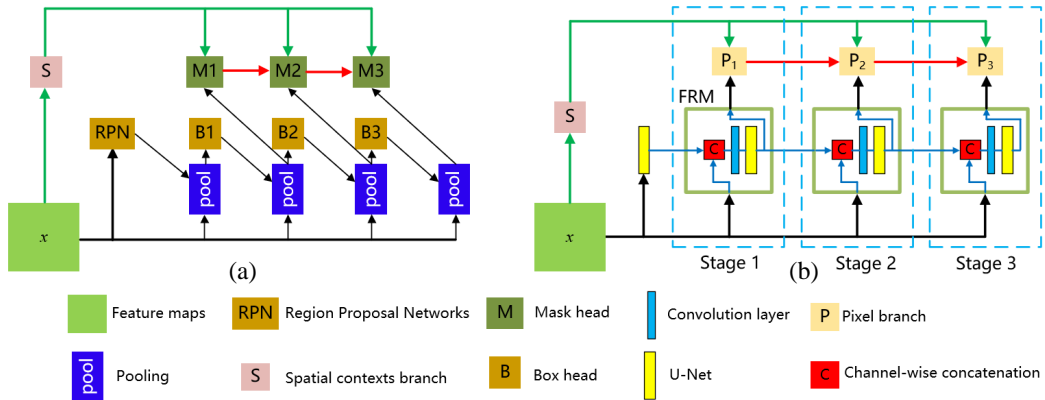 S
M1
M2
M3
RPN
B1
B2
B3
pool
pool
pool
pool
x
(a)
P1
P2
P3
FRM
S
C
C
C
x
Stage 1
(b)
Stage 2
Stage 3
Feature maps
RPN
Region Proposal Networks
M
Mask head
Convolution layer
P
Pixel branch
pool
Pooling
S
Spatial contexts branch
B
Box head
U-Net
C
Channel-wise concatenation